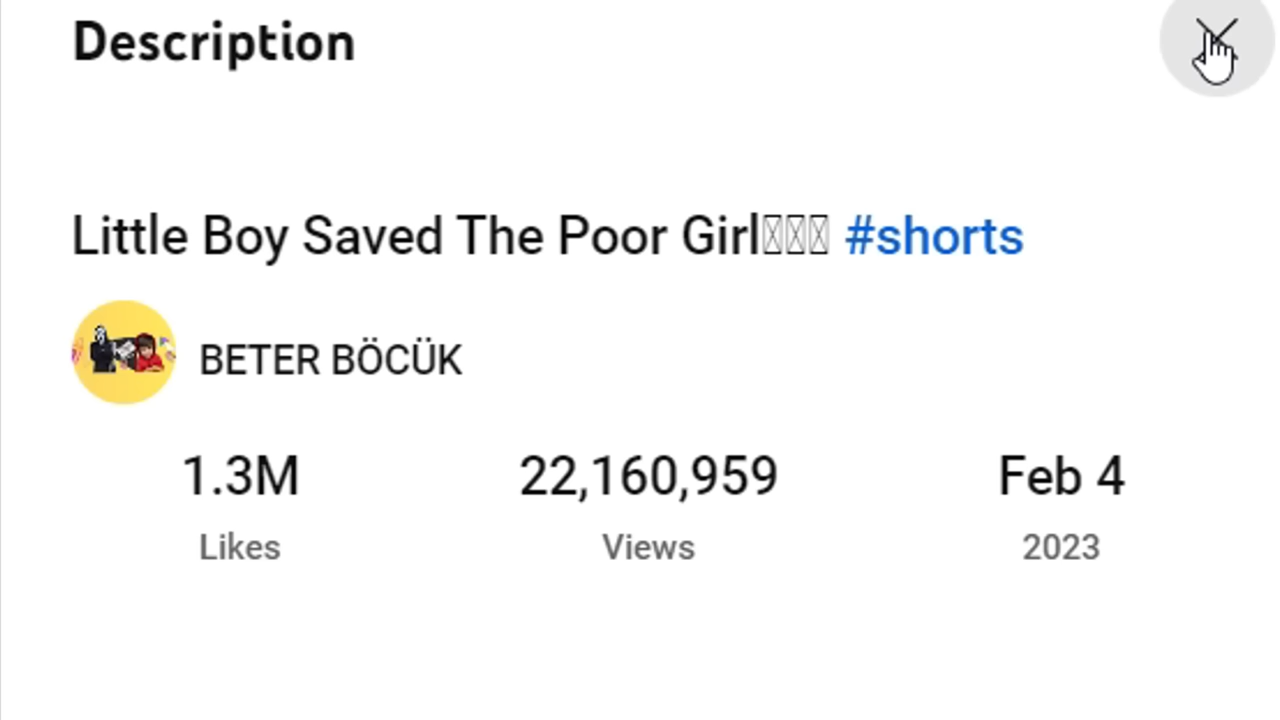 Description
Little Boy Saved The Poor Girl #shorts
BETER BÖCÜK
1.3M
22,160,959
Feb 4
Likes
Views
2023